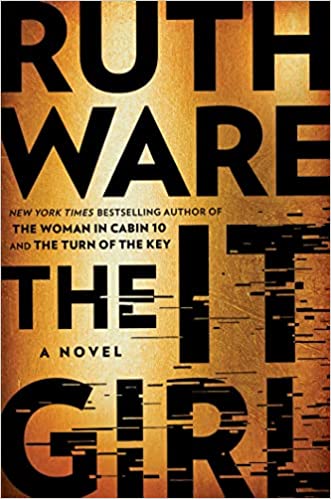 RUTH
WARE
NEW YORK TIMES BESTSELLING AUTHOR OF
THE WOMAN IN CABIN 10
AND THE TURN OF THE KEY
THE IT
A NOVEL
GIRL